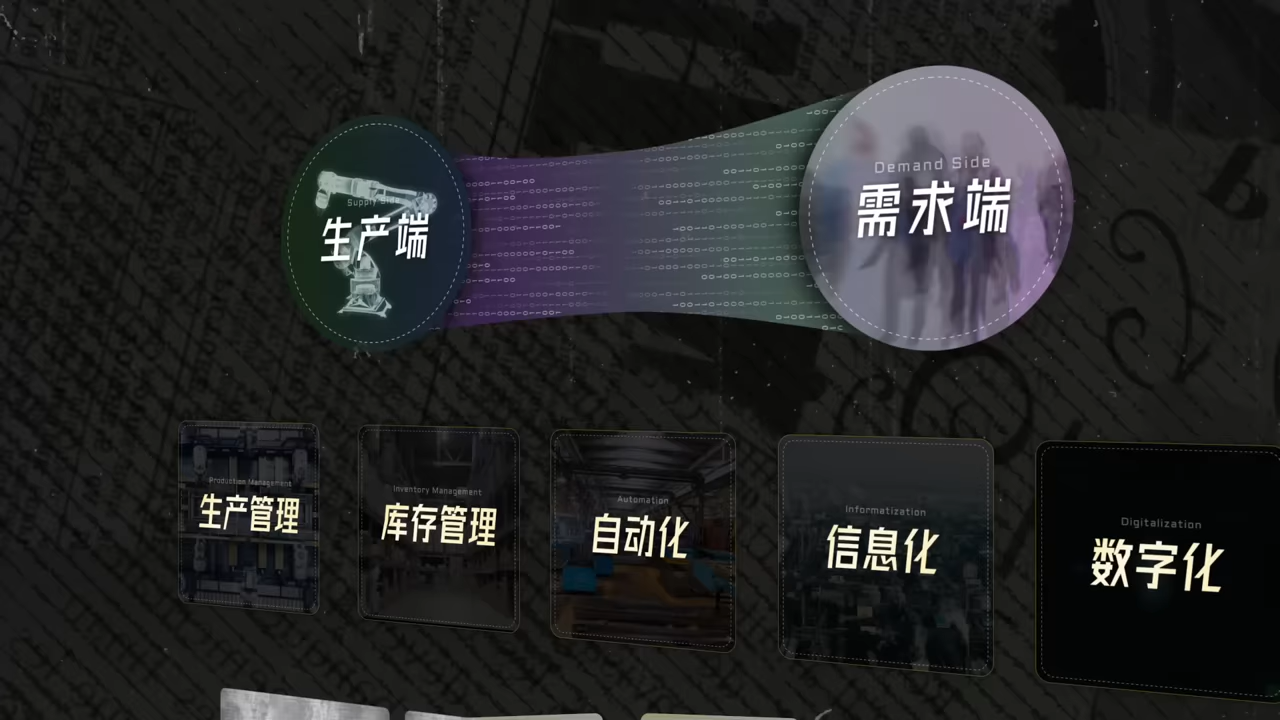 Supply Side
生产端
Demand Side
需求端
Production Management
生产管理
Inventory Management
库存管理
Automation
自动化
Informatization
信息化
Digitalization
数字化